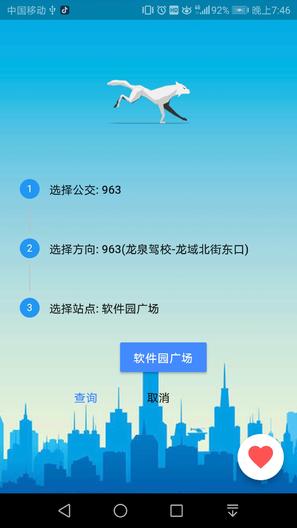 中国移动 92% 晚上7:46
1 选择公交: 963
2 选择方向: 963(龙泉驾校-龙域北街东口)
3 选择站点: 软件园广场
软件园广场
查询 取消